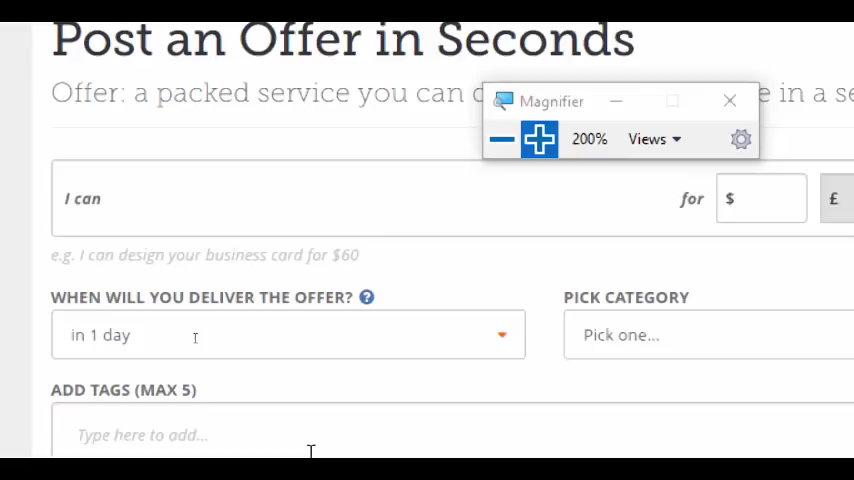 Post an Offer in Seconds
Offer: a packed service you can e in a se
Magnifier
200% Views
I can for $ £
e.g. I can design your business card for $60
WHEN WILL YOU DELIVER THE OFFER? ?
PICK CATEGORY
in 1 day
Pick one...
ADD TAGS (MAX 5)
Type here to add...